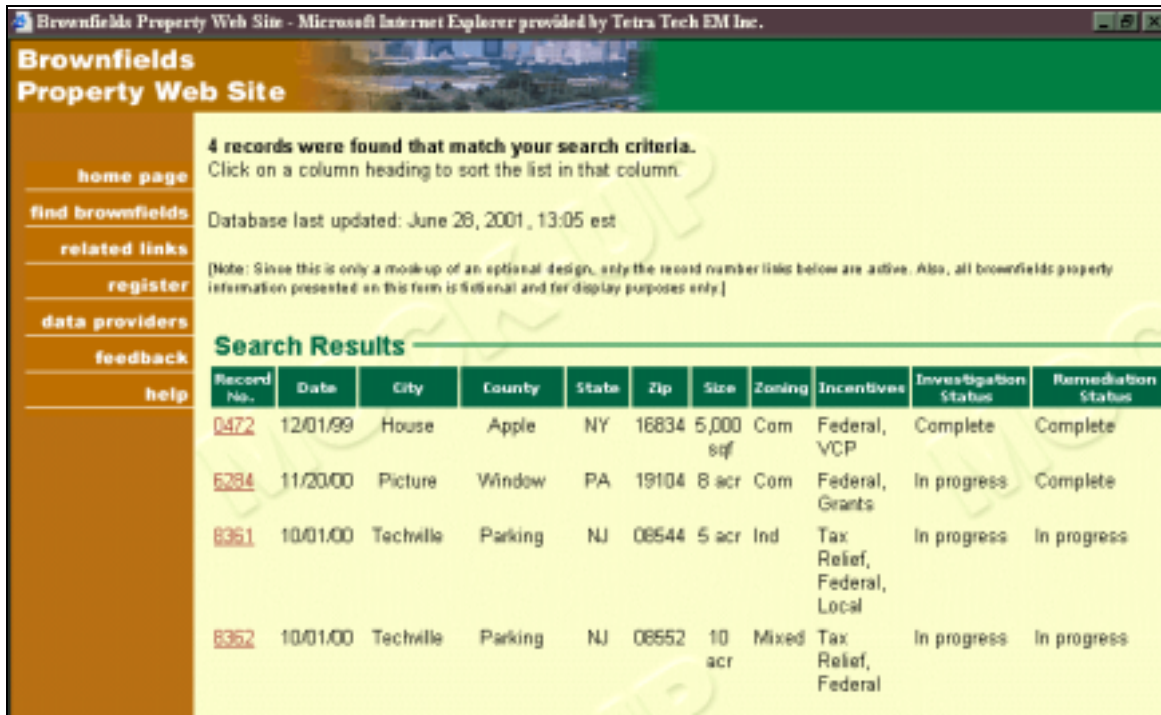 Brownfields Property Web Site - Microsoft Internet Explorer provided by Tetra Tech EM Inc.
Brownfields
Property Web Site
home page
find brownfields
related links
register
data providers
feedback
help
4 records were found that match your search criteria.
Click on a column heading to sort the list in that column.
Database last updated: June 28, 2001, 13:05 est
[Note: Since this is only a mock-up of an optional design, only the record number links below are active. Also, all brownfields property
information presented on this form is fictional and for display purposes only.]
Search Results
Record No. Date City County State Zip Size Zoning Incentives Investigation Status Remediation Status
0472 12/01/99 House Apple NY 16834 5,000 sqf Com Federal, VCP Complete Complete
6284 11/20/00 Picture Window PA 19104 8 acr Com Federal, Grants In progress Complete
8361 10/01/00 Techville Parking NJ 08544 5 acr Ind Tax Relief, Federal, Local In progress In progress
8362 10/01/00 Techville Parking NJ 08552 10 acr Mixed Tax Relief, Federal In progress In progress
MOCK UP